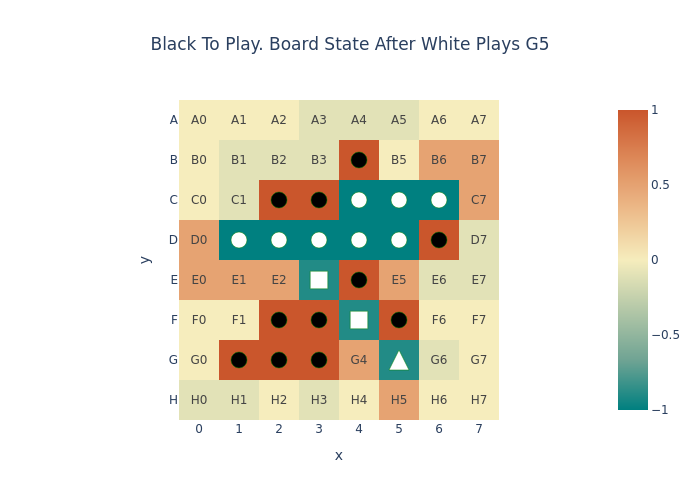 Black To Play. Board State After White Plays G5
A A0 A1 A2 A3 A4 A5 A6 A7
B B0 B1 B2 B3 B5 B6 B7
C C0 C1 C7
D D0 D7
E E0 E1 E2 E5 E6 E7
F F0 F1 F6 F7
G G0 G4 G6 G7
H H0 H1 H2 H3 H4 H5 H6 H7
0 1 2 3 4 5 6 7
x
y
1
0.5
0
−0.5
−1